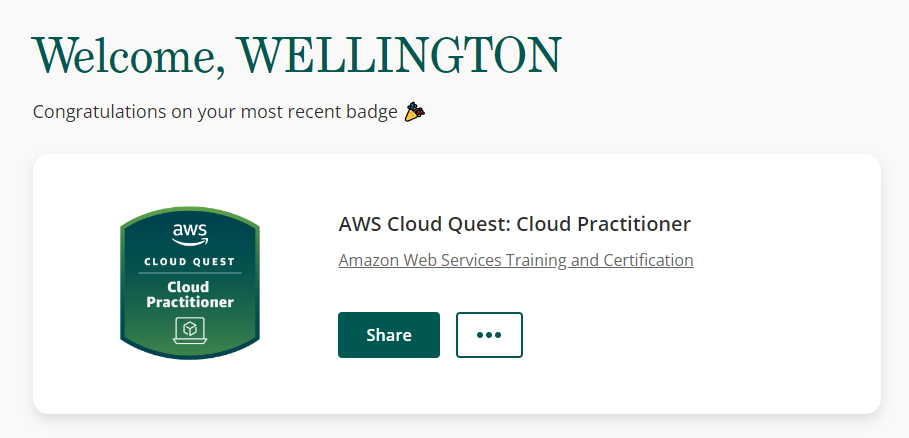 Welcome, WELLINGTON
Congratulations on your most recent badge 🎉
aws
CLOUD QUEST
Cloud
Practitioner
AWS Cloud Quest: Cloud Practitioner
Amazon Web Services Training and Certification
Share
•••